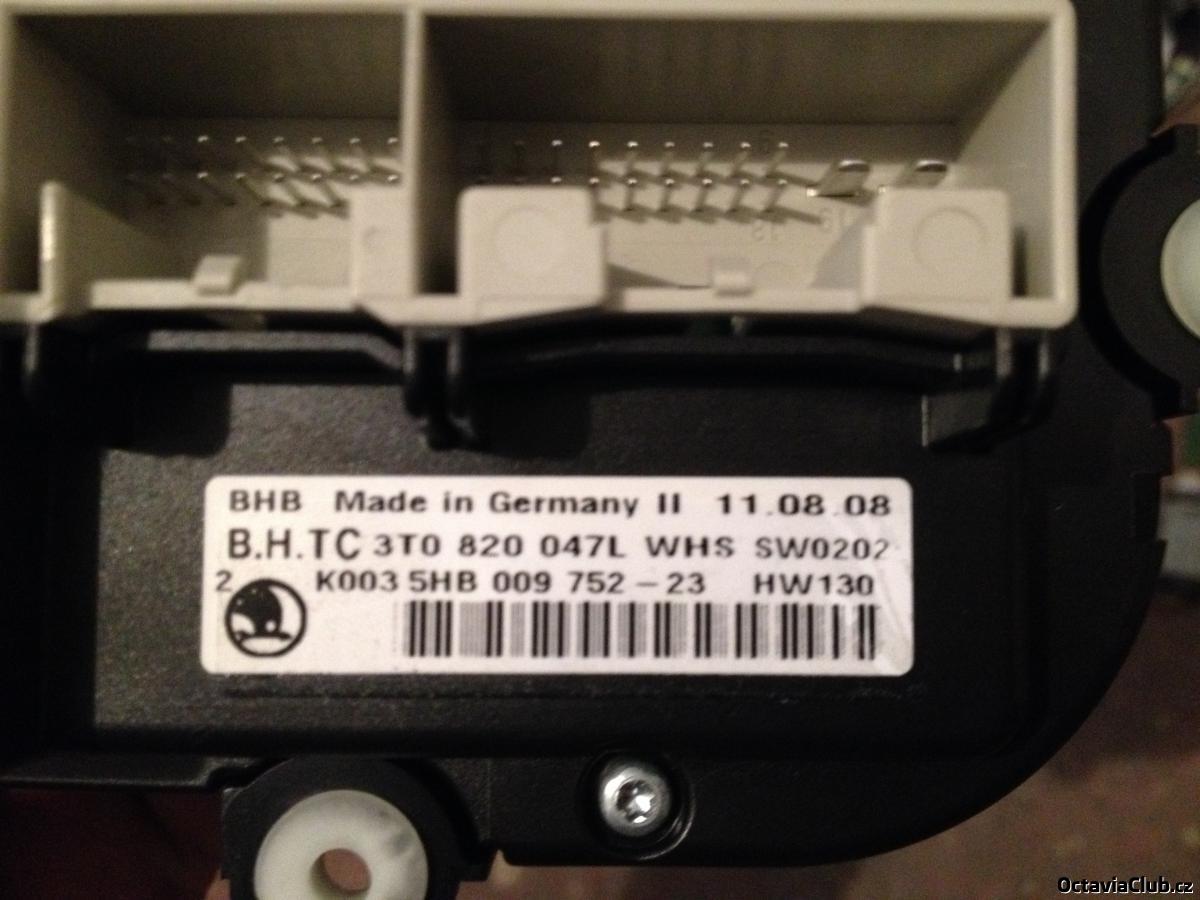 BHB Made in Germany II 11.08.08
B.H.TC 3T0 820 047L WHS SW0202
2 K003 5HB 009 752-23 HW130
OctaviaClub.cz